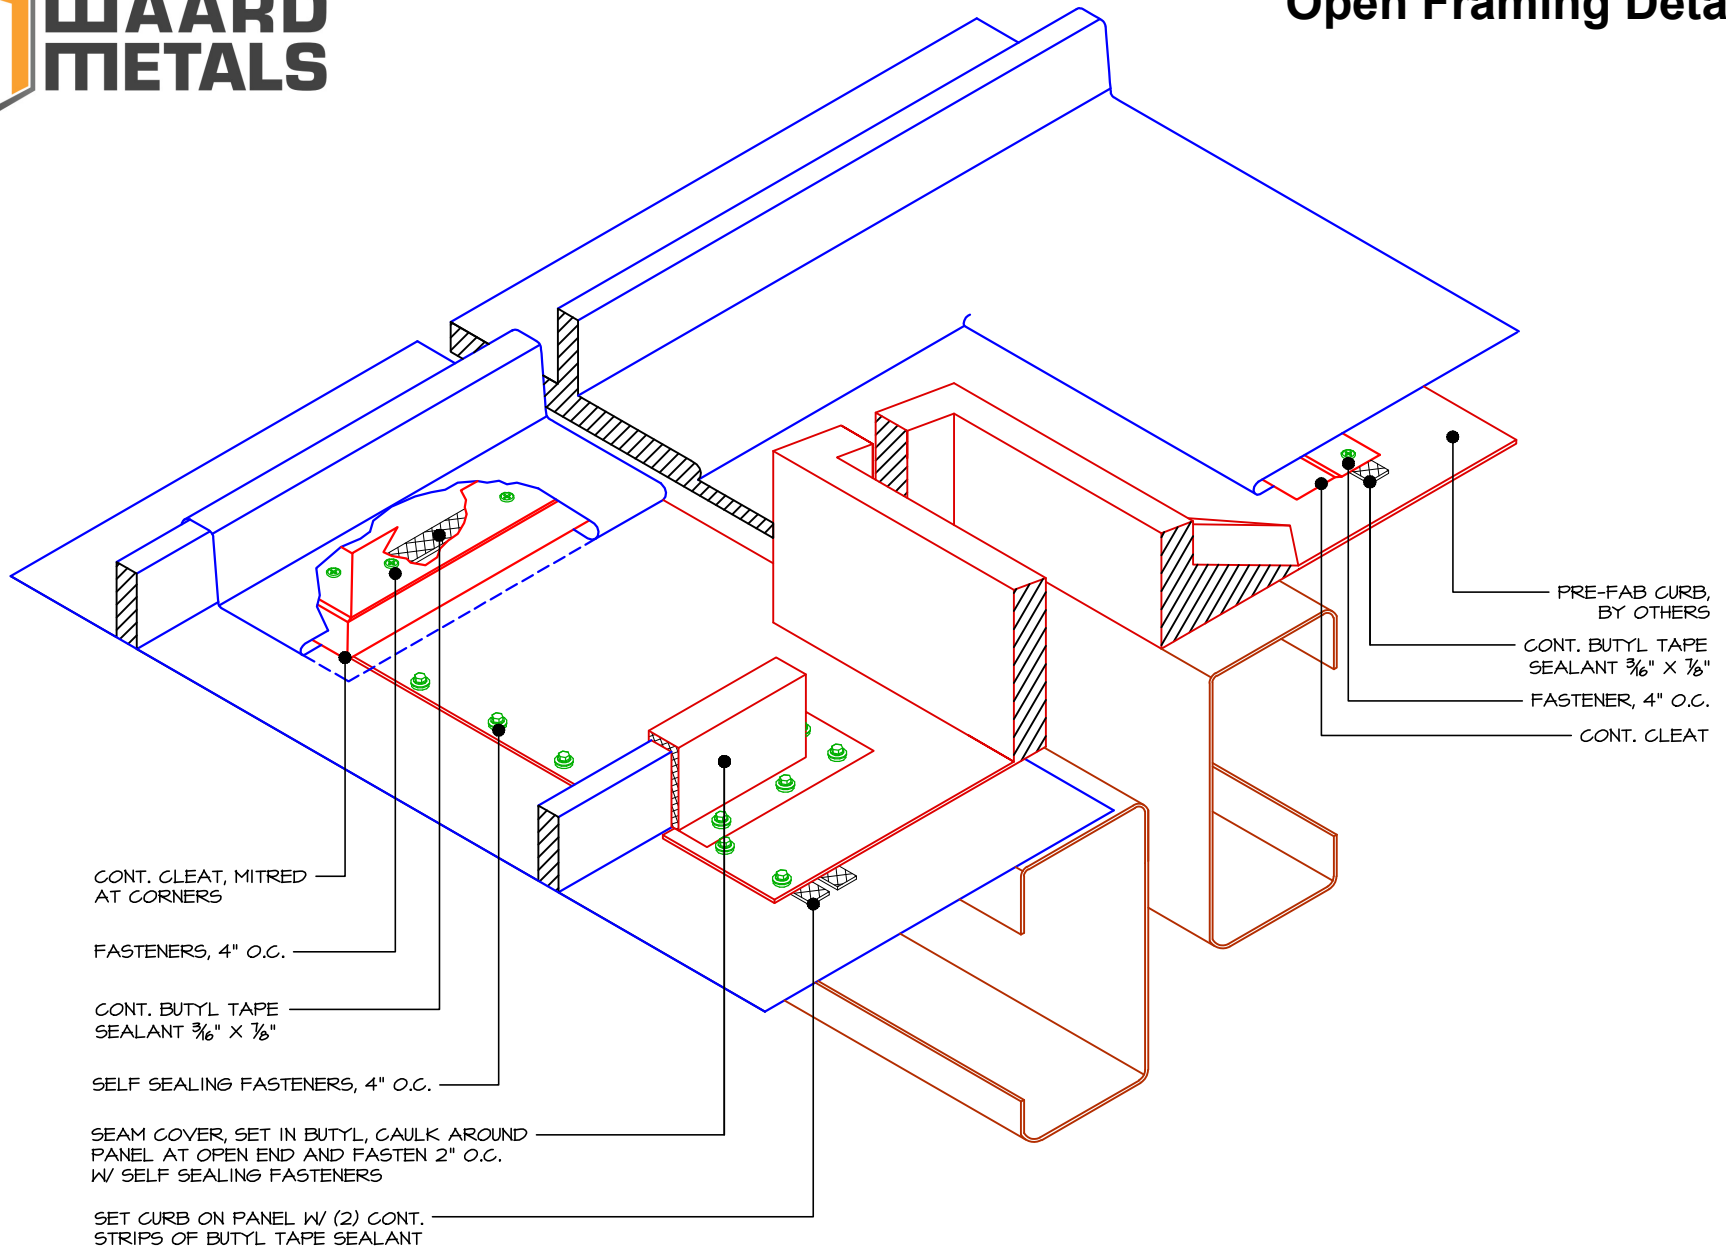 WAARD
METALS
Open Framing Deta
PRE-FAB CURB,
BY OTHERS
CONT. BUTYL TAPE
SEALANT 3/16" X 7/8"
FASTENER, 4" O.C.
CONT. CLEAT
CONT. CLEAT, MITRED
AT CORNERS
FASTENERS, 4" O.C.
CONT. BUTYL TAPE
SEALANT 3/16" X 7/8"
SELF SEALING FASTENERS, 4" O.C.
SEAM COVER, SET IN BUTYL, CAULK AROUND
PANEL AT OPEN END AND FASTEN 2" O.C.
W/ SELF SEALING FASTENERS
SET CURB ON PANEL W/ (2) CONT.
STRIPS OF BUTYL TAPE SEALANT